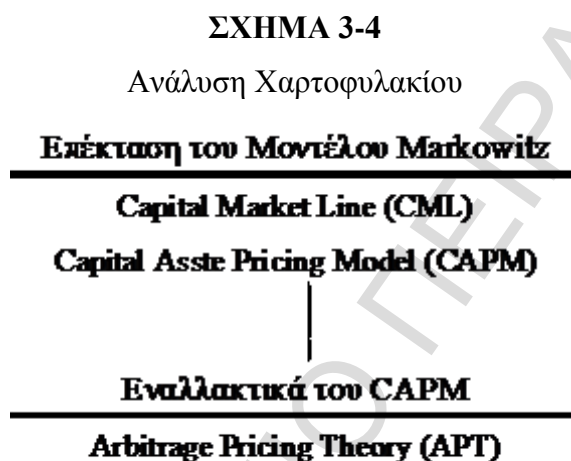 ΣΧΗΜΑ 3-4
Ανάλυση Χαρτοφυλακίου
Επέκταση του Μοντέλου Markowitz
Capital Market Line (CML)
Capital Asste Pricing Model (CAPM)
Εναλλακτικά του CAPM
Arbitrage Pricing Theory (APT)